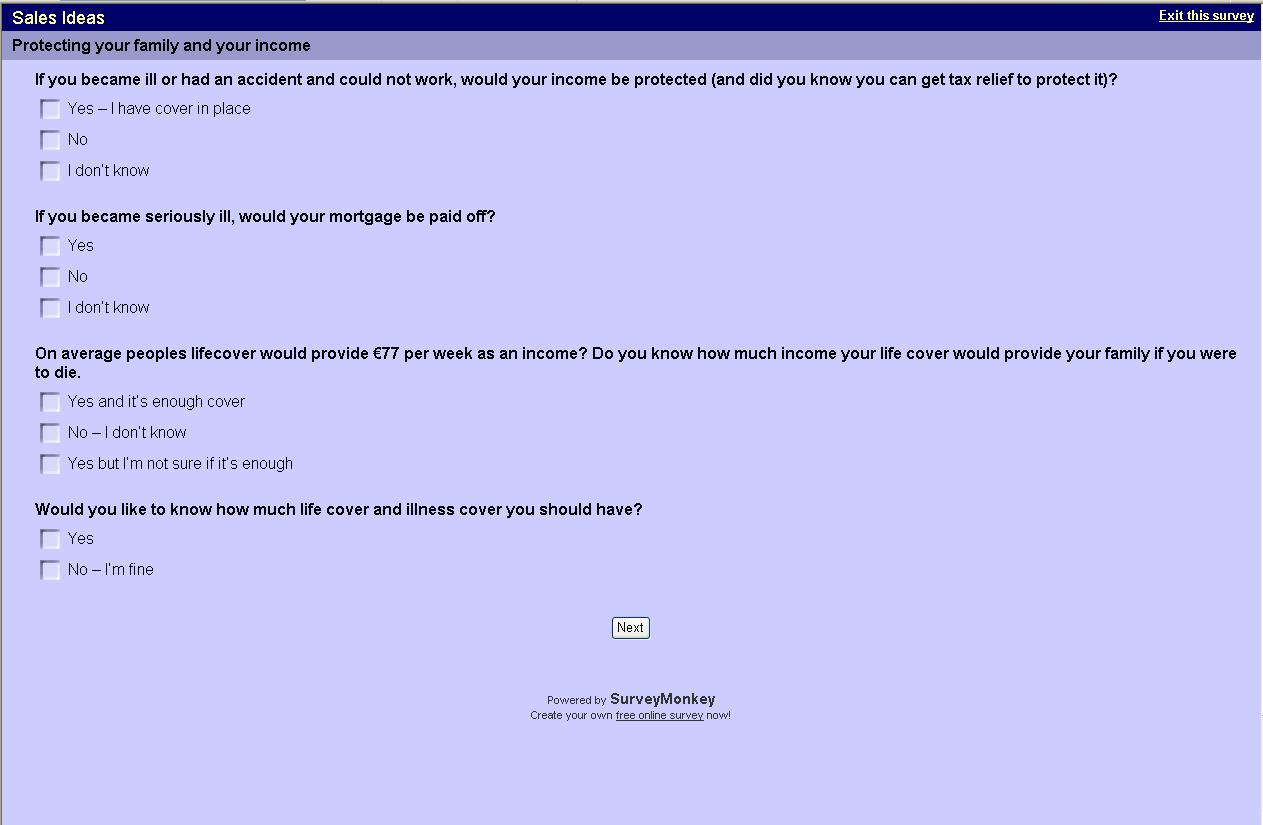 Sales Ideas
Exit this survey
Protecting your family and your income
If you became ill or had an accident and could not work, would your income be protected (and did you know you can get tax relief to protect it)?
Yes – I have cover in place
No
I don't know
If you became seriously ill, would your mortgage be paid off?
Yes
No
I don't know
On average peoples lifecover would provide €77 per week as an income? Do you know how much income your life cover would provide your family if you were
to die.
Yes and it's enough cover
No – I don't know
Yes but I'm not sure if it's enough
Would you like to know how much life cover and illness cover you should have?
Yes
No – I'm fine
Next
Powered by SurveyMonkey
Create your own free online survey now!